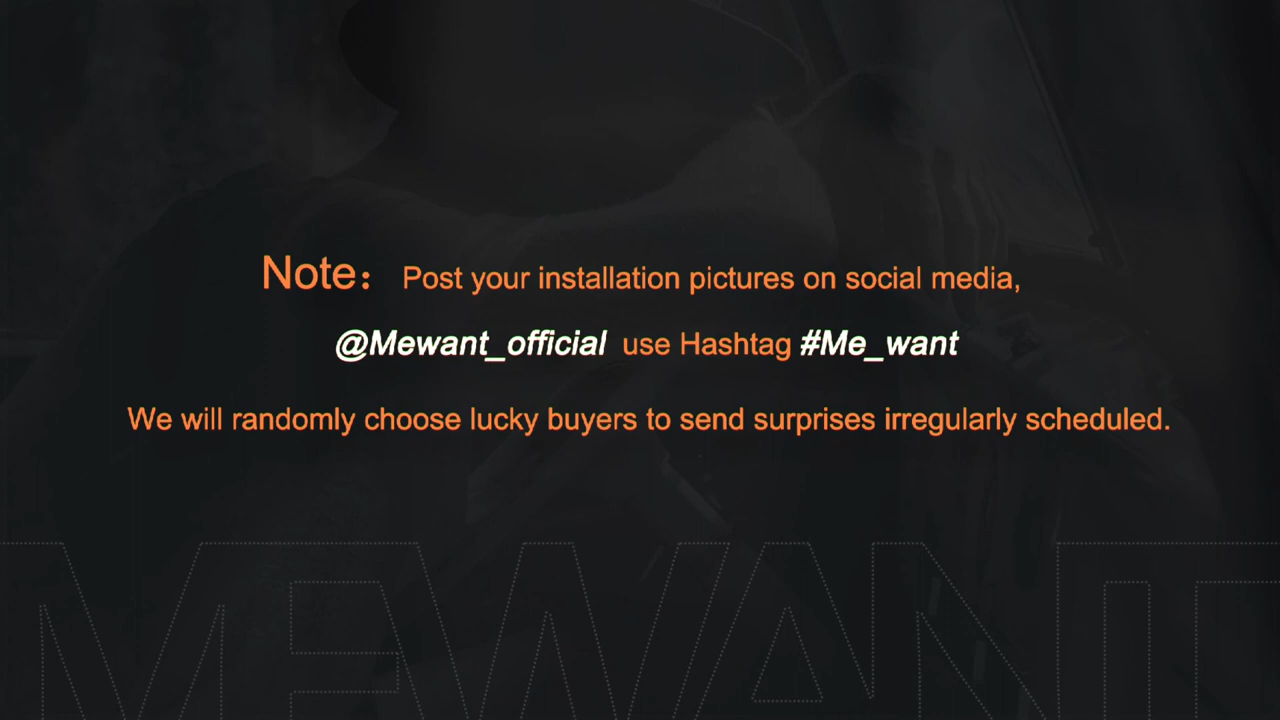 Note： Post your installation pictures on social media,
@Mewant_official use Hashtag #Me_want
We will randomly choose lucky buyers to send surprises irregularly scheduled.
MEWANT